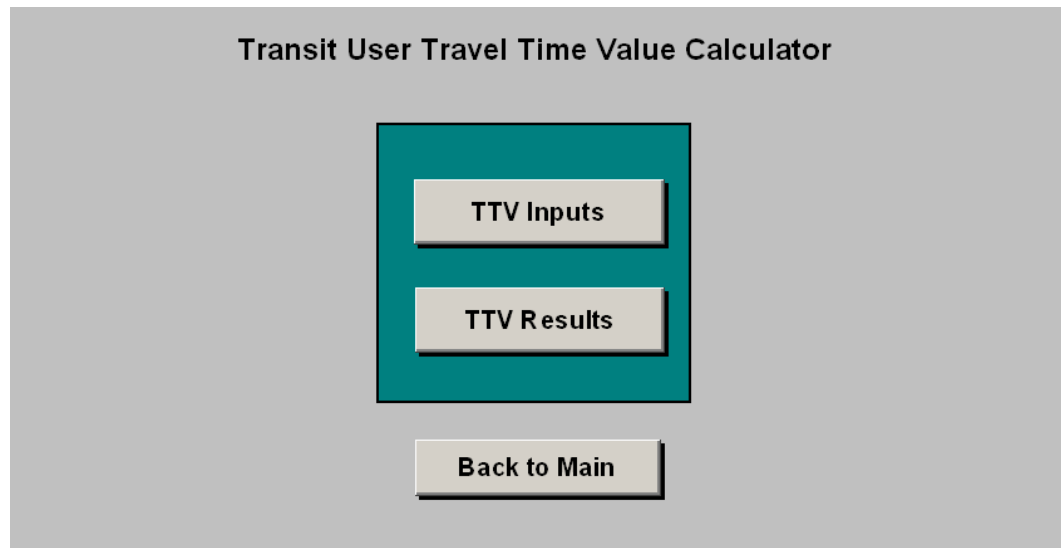 Transit User Travel Time Value Calculator
TTV Inputs
TTV Results
Back to Main